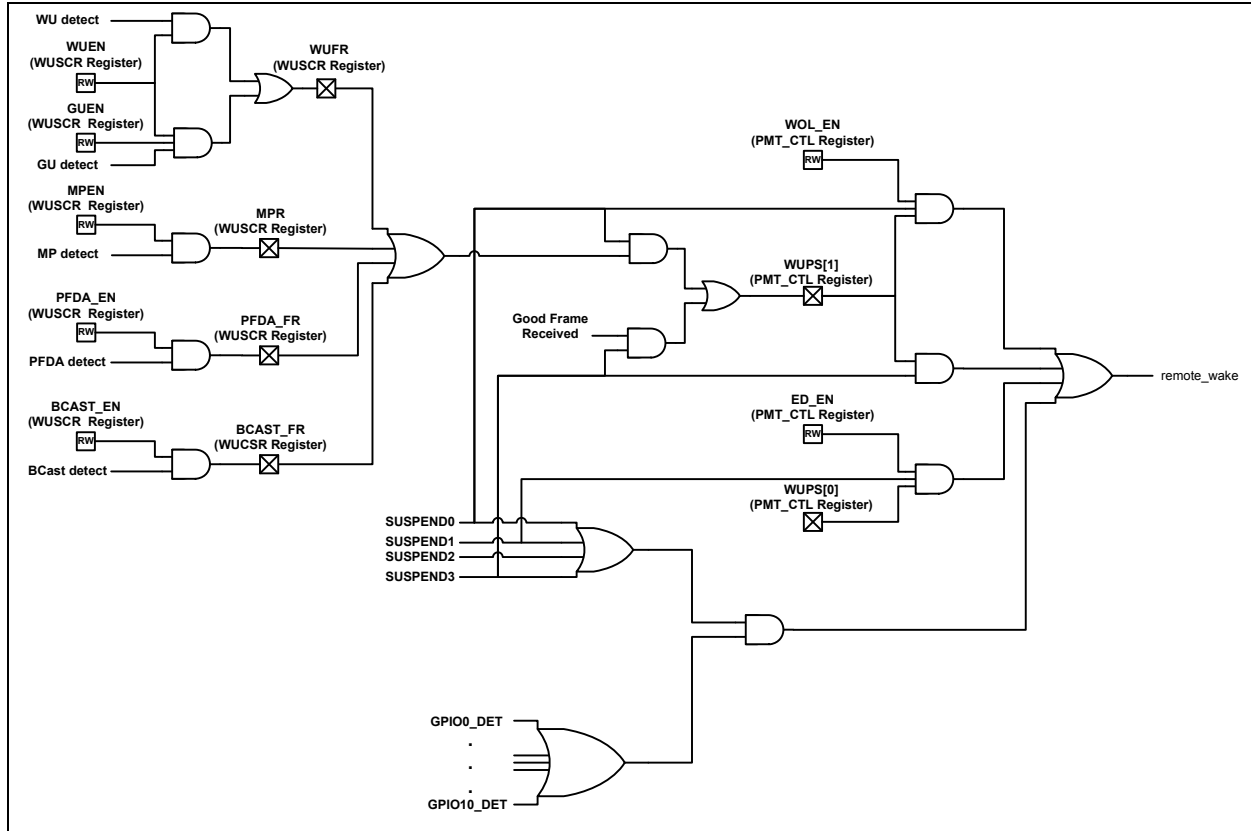 WU detect
WUEN
(WUSCR Register)
RW
GUEN
(WUSCR  Register)
RW
GU detect
WUFR
(WUSCR Register)
MPEN
(WUSCR  Register)
RW
MP detect
MPR
(WUSCR Register)
PFDA_EN
(WUSCR  Register)
RW
PFDA detect
PFDA_FR
(WUSCR Register)
BCAST_EN
(WUSCR  Register)
RW
BCast detect
BCAST_FR
(WUCSR Register)
WOL_EN
(PMT_CTL Register)
RW
WUPS[1]
(PMT_CTL Register)
Good Frame
Received
ED_EN
(PMT_CTL Register)
RW
WUPS[0]
(PMT_CTL Register)
remote_wake
SUSPEND0
SUSPEND1
SUSPEND2
SUSPEND3
GPIO0_DET
.
.
.
GPIO10_DET